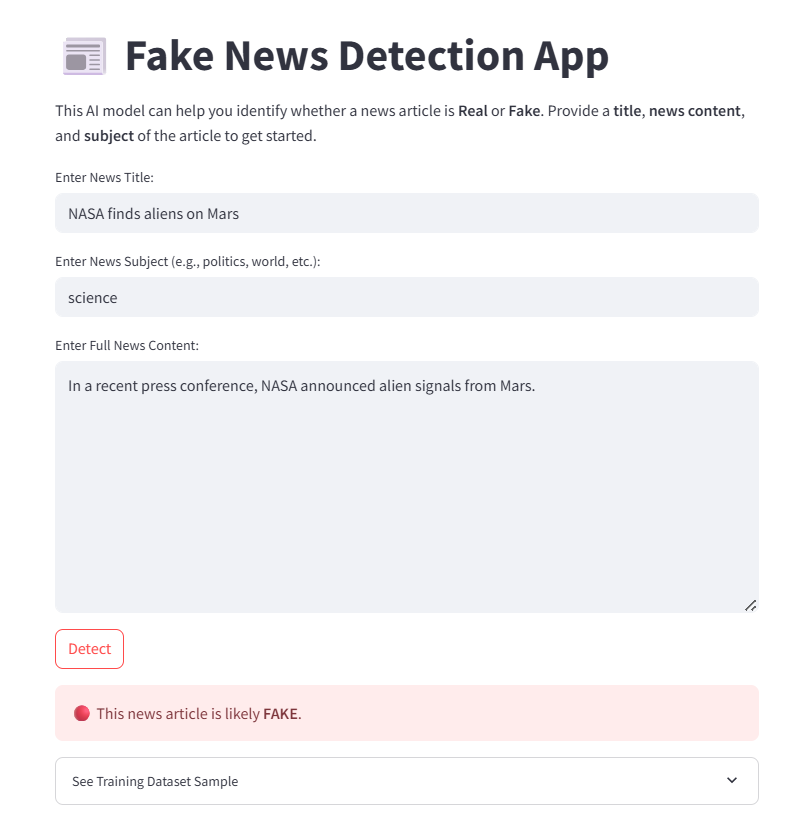 Fake News Detection App
This AI model can help you identify whether a news article is Real or Fake. Provide a title, news content,
and subject of the article to get started.
Enter News Title:
NASA finds aliens on Mars
Enter News Subject (e.g., politics, world, etc.):
science
Enter Full News Content:
In a recent press conference, NASA announced alien signals from Mars.
Detect
This news article is likely FAKE.
See Training Dataset Sample